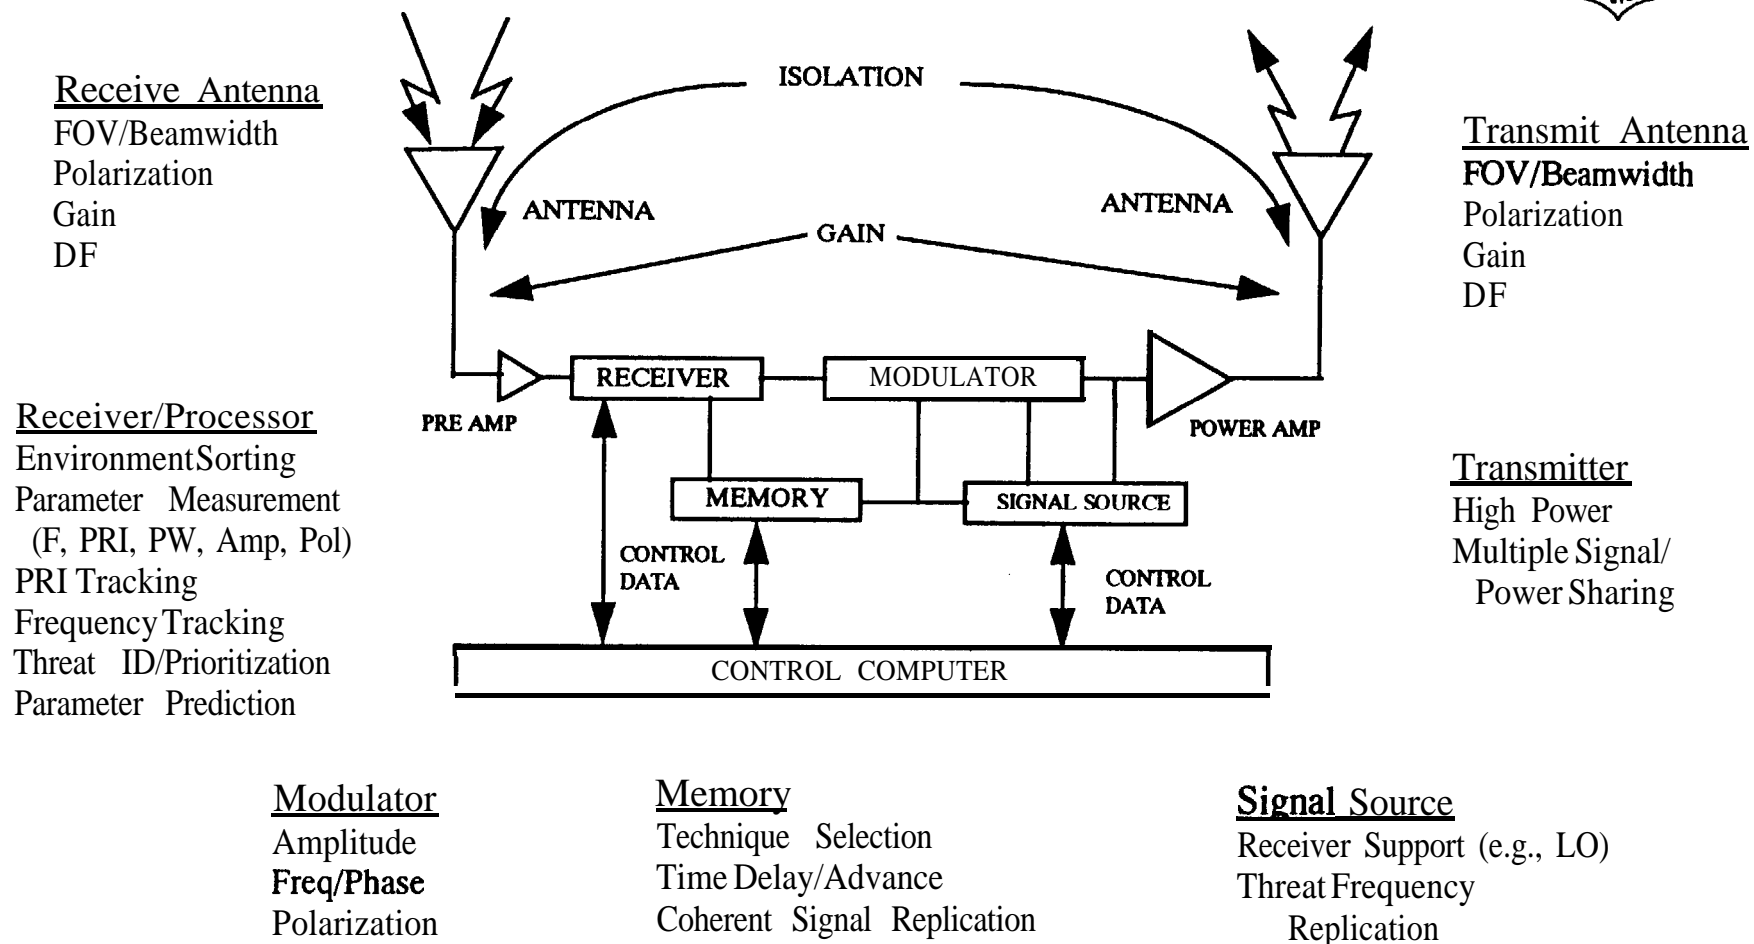 ISOLATION
Receive Antenna
FOV/Beamwidth
Polarization
Gain
DF
Transmit Antenna
FOV/Beamwidth
Polarization
Gain
DF
ANTENNA
ANTENNA
GAIN
RECEIVER
MODULATOR
PRE AMP
POWER AMP
Receiver/Processor
Environment Sorting
Parameter Measurement
(F, PRI, PW, Amp, Pol)
PRI Tracking
Frequency Tracking
Threat ID/Prioritization
Parameter Prediction
MEMORY
SIGNAL SOURCE
Transmitter
High Power
Multiple Signal/
Power Sharing
CONTROL
DATA
CONTROL
DATA
CONTROL COMPUTER
Modulator
Amplitude
Freq/Phase
Polarization
Memory
Technique Selection
Time Delay/Advance
Coherent Signal Replication
Signal Source
Receiver Support (e.g., LO)
Threat Frequency
Replication